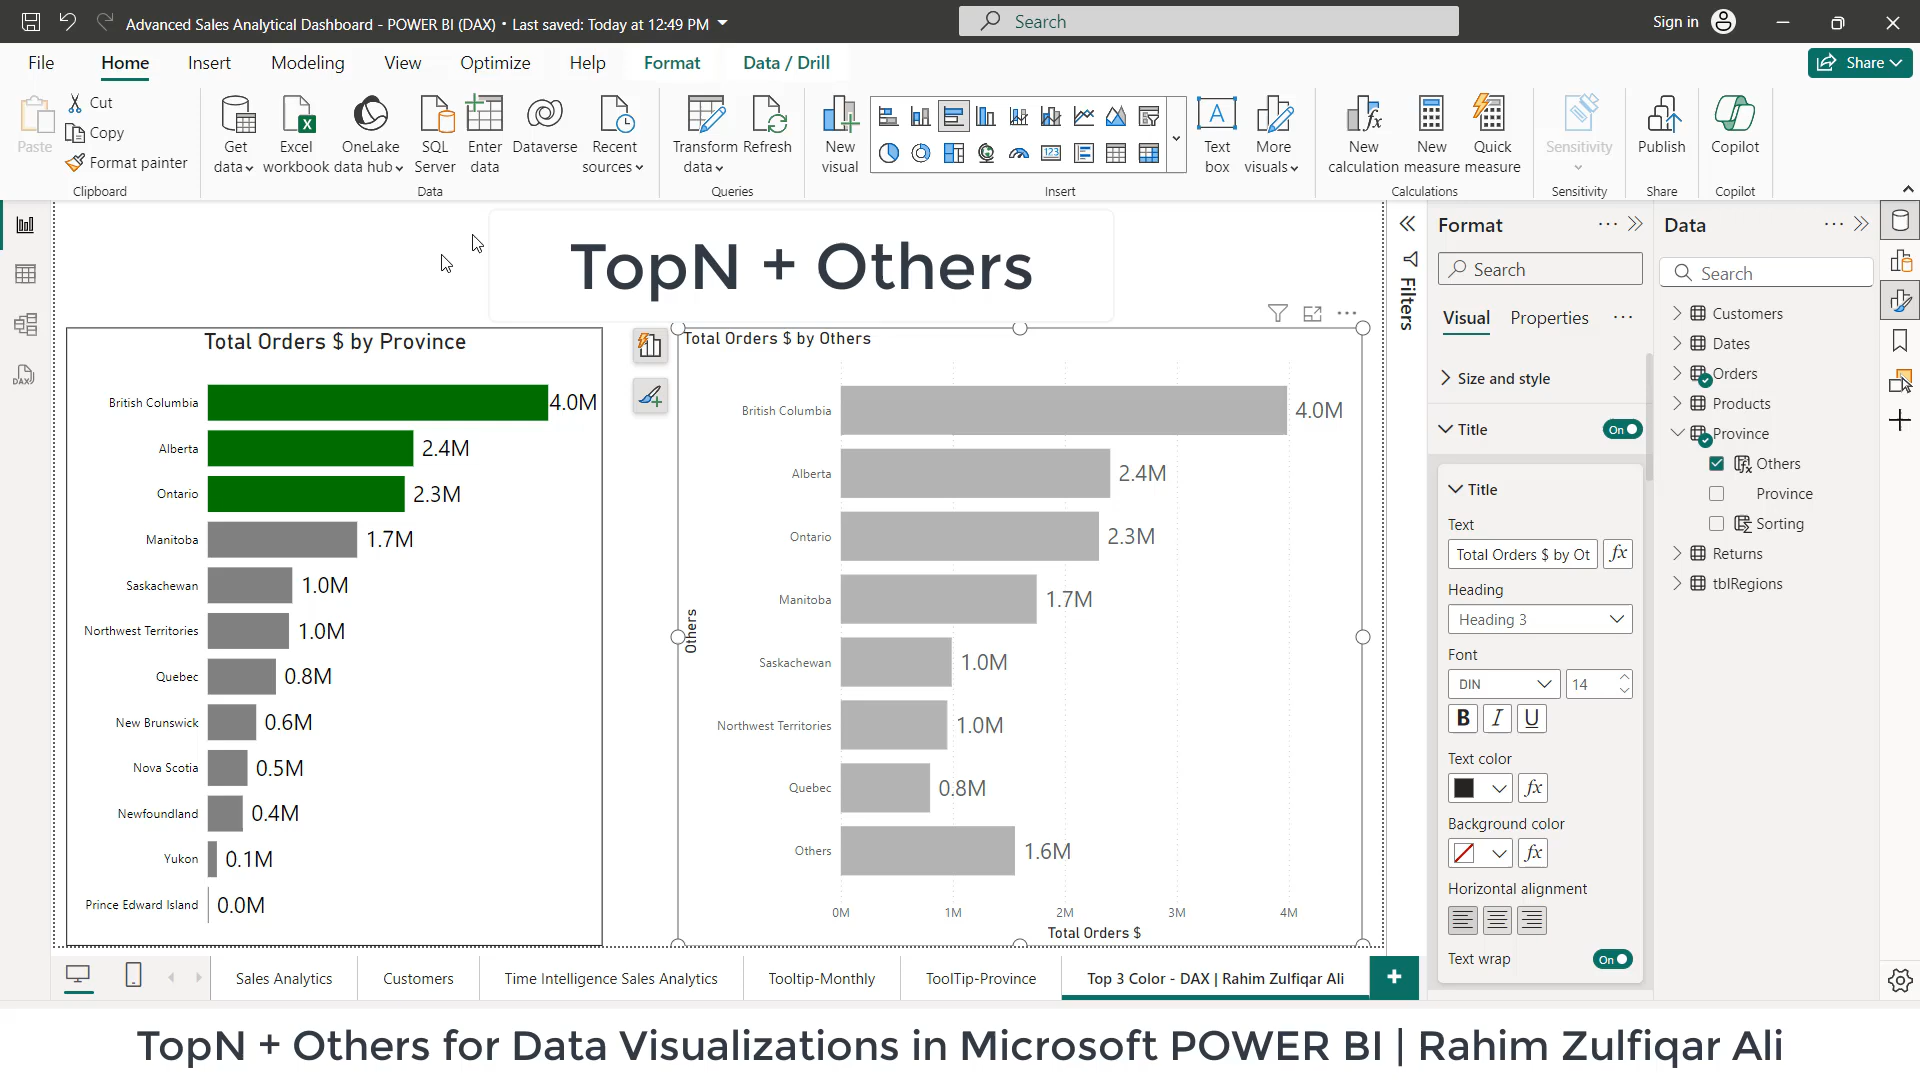 Advanced Sales Analytical Dashboard - POWER BI (DAX) • Last saved: Today at 12:49 PM
Search
Sign in
File
Home
Insert
Modeling
View
Optimize
Help
Format
Data / Drill
Share
Paste
Cut
Copy
Format painter
Clipboard
Get data
Excel workbook
OneLake data hub
SQL Server
Enter data
Dataverse
Recent sources
Data
Transform data
Refresh
Queries
New visual
123
A
Text box
More visuals
Insert
New calculation
New measure
Quick measure
Calculations
Sensitivity
Sensitivity
Publish
Share
Copilot
Copilot
DAX
TopN + Others
Total Orders $ by Province
British Columbia 4.0M
Alberta 2.4M
Ontario 2.3M
Manitoba 1.7M
Saskachewan 1.0M
Northwest Territories 1.0M
Quebec 0.8M
New Brunswick 0.6M
Nova Scotia 0.5M
Newfoundland 0.4M
Yukon 0.1M
Prince Edward Island 0.0M
Total Orders $ by Others
Others
British Columbia 4.0M
Alberta 2.4M
Ontario 2.3M
Manitoba 1.7M
Saskachewan 1.0M
Northwest Territories 1.0M
Quebec 0.8M
Others 1.6M
0M 1M 2M 3M 4M
Total Orders $
Filters
Format
Search
Visual
Properties
Size and style
Title
On
Title
Text
Total Orders $ by Ot
fx
Heading
Heading 3
Font
DIN
14
B I U
Text color
fx
Background color
fx
Horizontal alignment
Text wrap
On
Data
Search
Customers
Dates
Orders
Products
Province
Others
Province
Sorting
Returns
tblRegions
Sales Analytics
Customers
Time Intelligence Sales Analytics
Tooltip-Monthly
ToolTip-Province
Top 3 Color - DAX | Rahim Zulfiqar Ali
+
TopN + Others for Data Visualizations in Microsoft POWER BI | Rahim Zulfiqar Ali